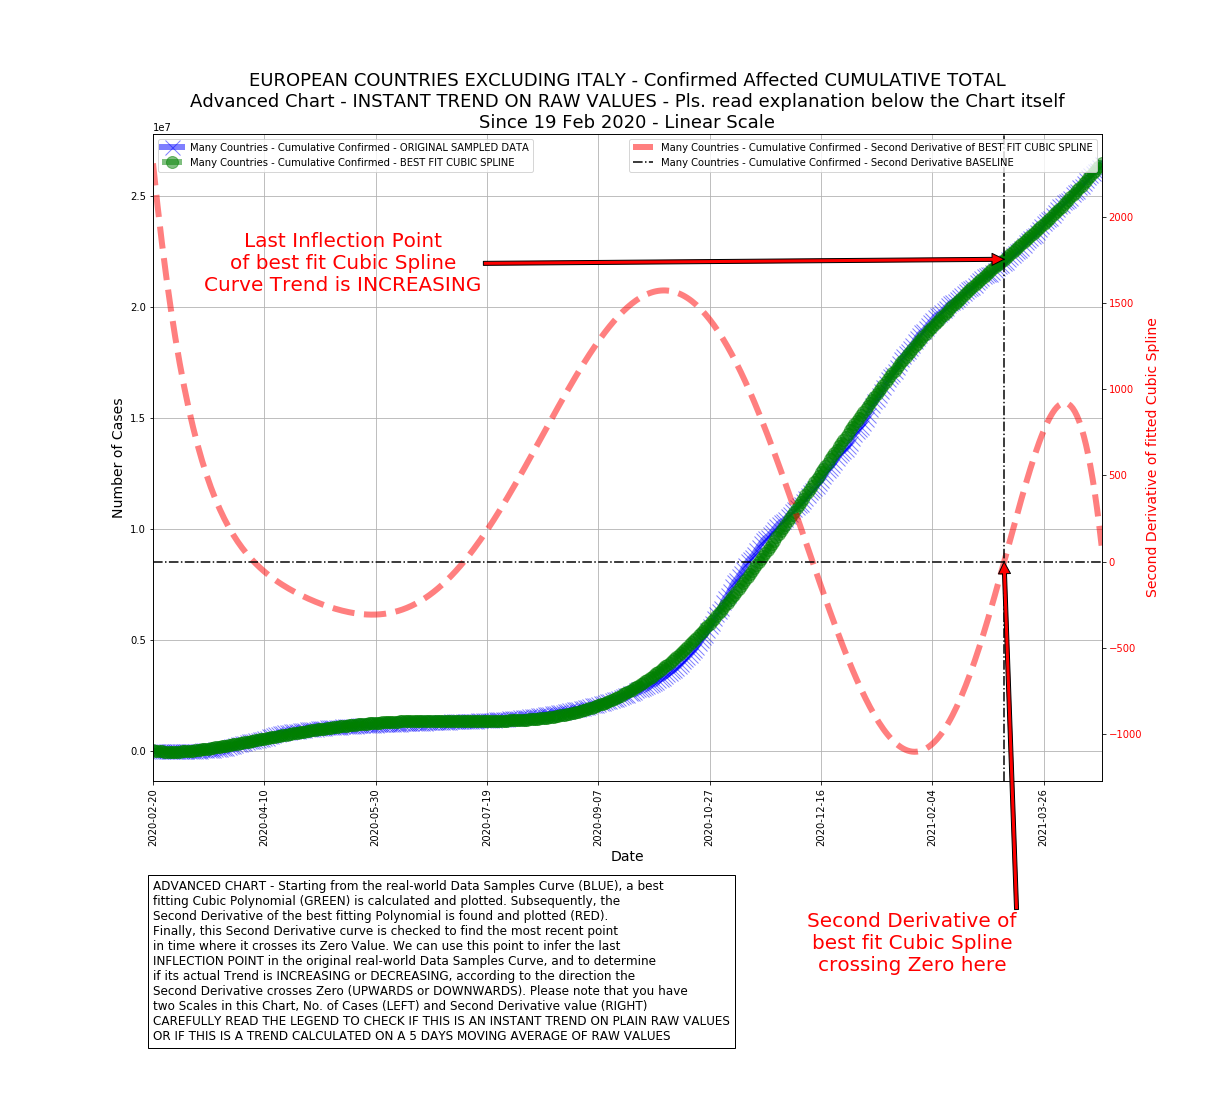 EUROPEAN COUNTRIES EXCLUDING ITALY - Confirmed Affected CUMULATIVE TOTAL
Advanced Chart - INSTANT TREND ON RAW VALUES - Pls. read explanation below the Chart itself
Since 19 Feb 2020 - Linear Scale
1e7
Many Countries - Cumulative Confirmed - ORIGINAL SAMPLED DATA
Many Countries - Cumulative Confirmed - BEST FIT CUBIC SPLINE
Many Countries - Cumulative Confirmed - Second Derivative of BEST FIT CUBIC SPLINE
Many Countries - Cumulative Confirmed - Second Derivative BASELINE
Last Inflection Point
of best fit Cubic Spline
Curve Trend is INCREASING
Number of Cases
2.5
2.0
1.5
1.0
0.5
0.0
2000
1500
1000
500
0
−500
−1000
Second Derivative of fitted Cubic Spline
2020-02-20
2020-04-10
2020-05-30
2020-07-19
2020-09-07
2020-10-27
2020-12-16
2021-02-04
2021-03-26
Date
ADVANCED CHART - Starting from the real-world Data Samples Curve (BLUE), a best
fitting Cubic Polynomial (GREEN) is calculated and plotted. Subsequently, the
Second Derivative of the best fitting Polynomial is found and plotted (RED).
Finally, this Second Derivative curve is checked to find the most recent point
in time where it crosses its Zero Value. We can use this point to infer the last
INFLECTION POINT in the original real-world Data Samples Curve, and to determine
if its actual Trend is INCREASING or DECREASING, according to the direction the
Second Derivative crosses Zero (UPWARDS or DOWNWARDS). Please note that you have
two Scales in this Chart, No. of Cases (LEFT) and Second Derivative value (RIGHT)
CAREFULLY READ THE LEGEND TO CHECK IF THIS IS AN INSTANT TREND ON PLAIN RAW VALUES
OR IF THIS IS A TREND CALCULATED ON A 5 DAYS MOVING AVERAGE OF RAW VALUES
Second Derivative of
best fit Cubic Spline
crossing Zero here